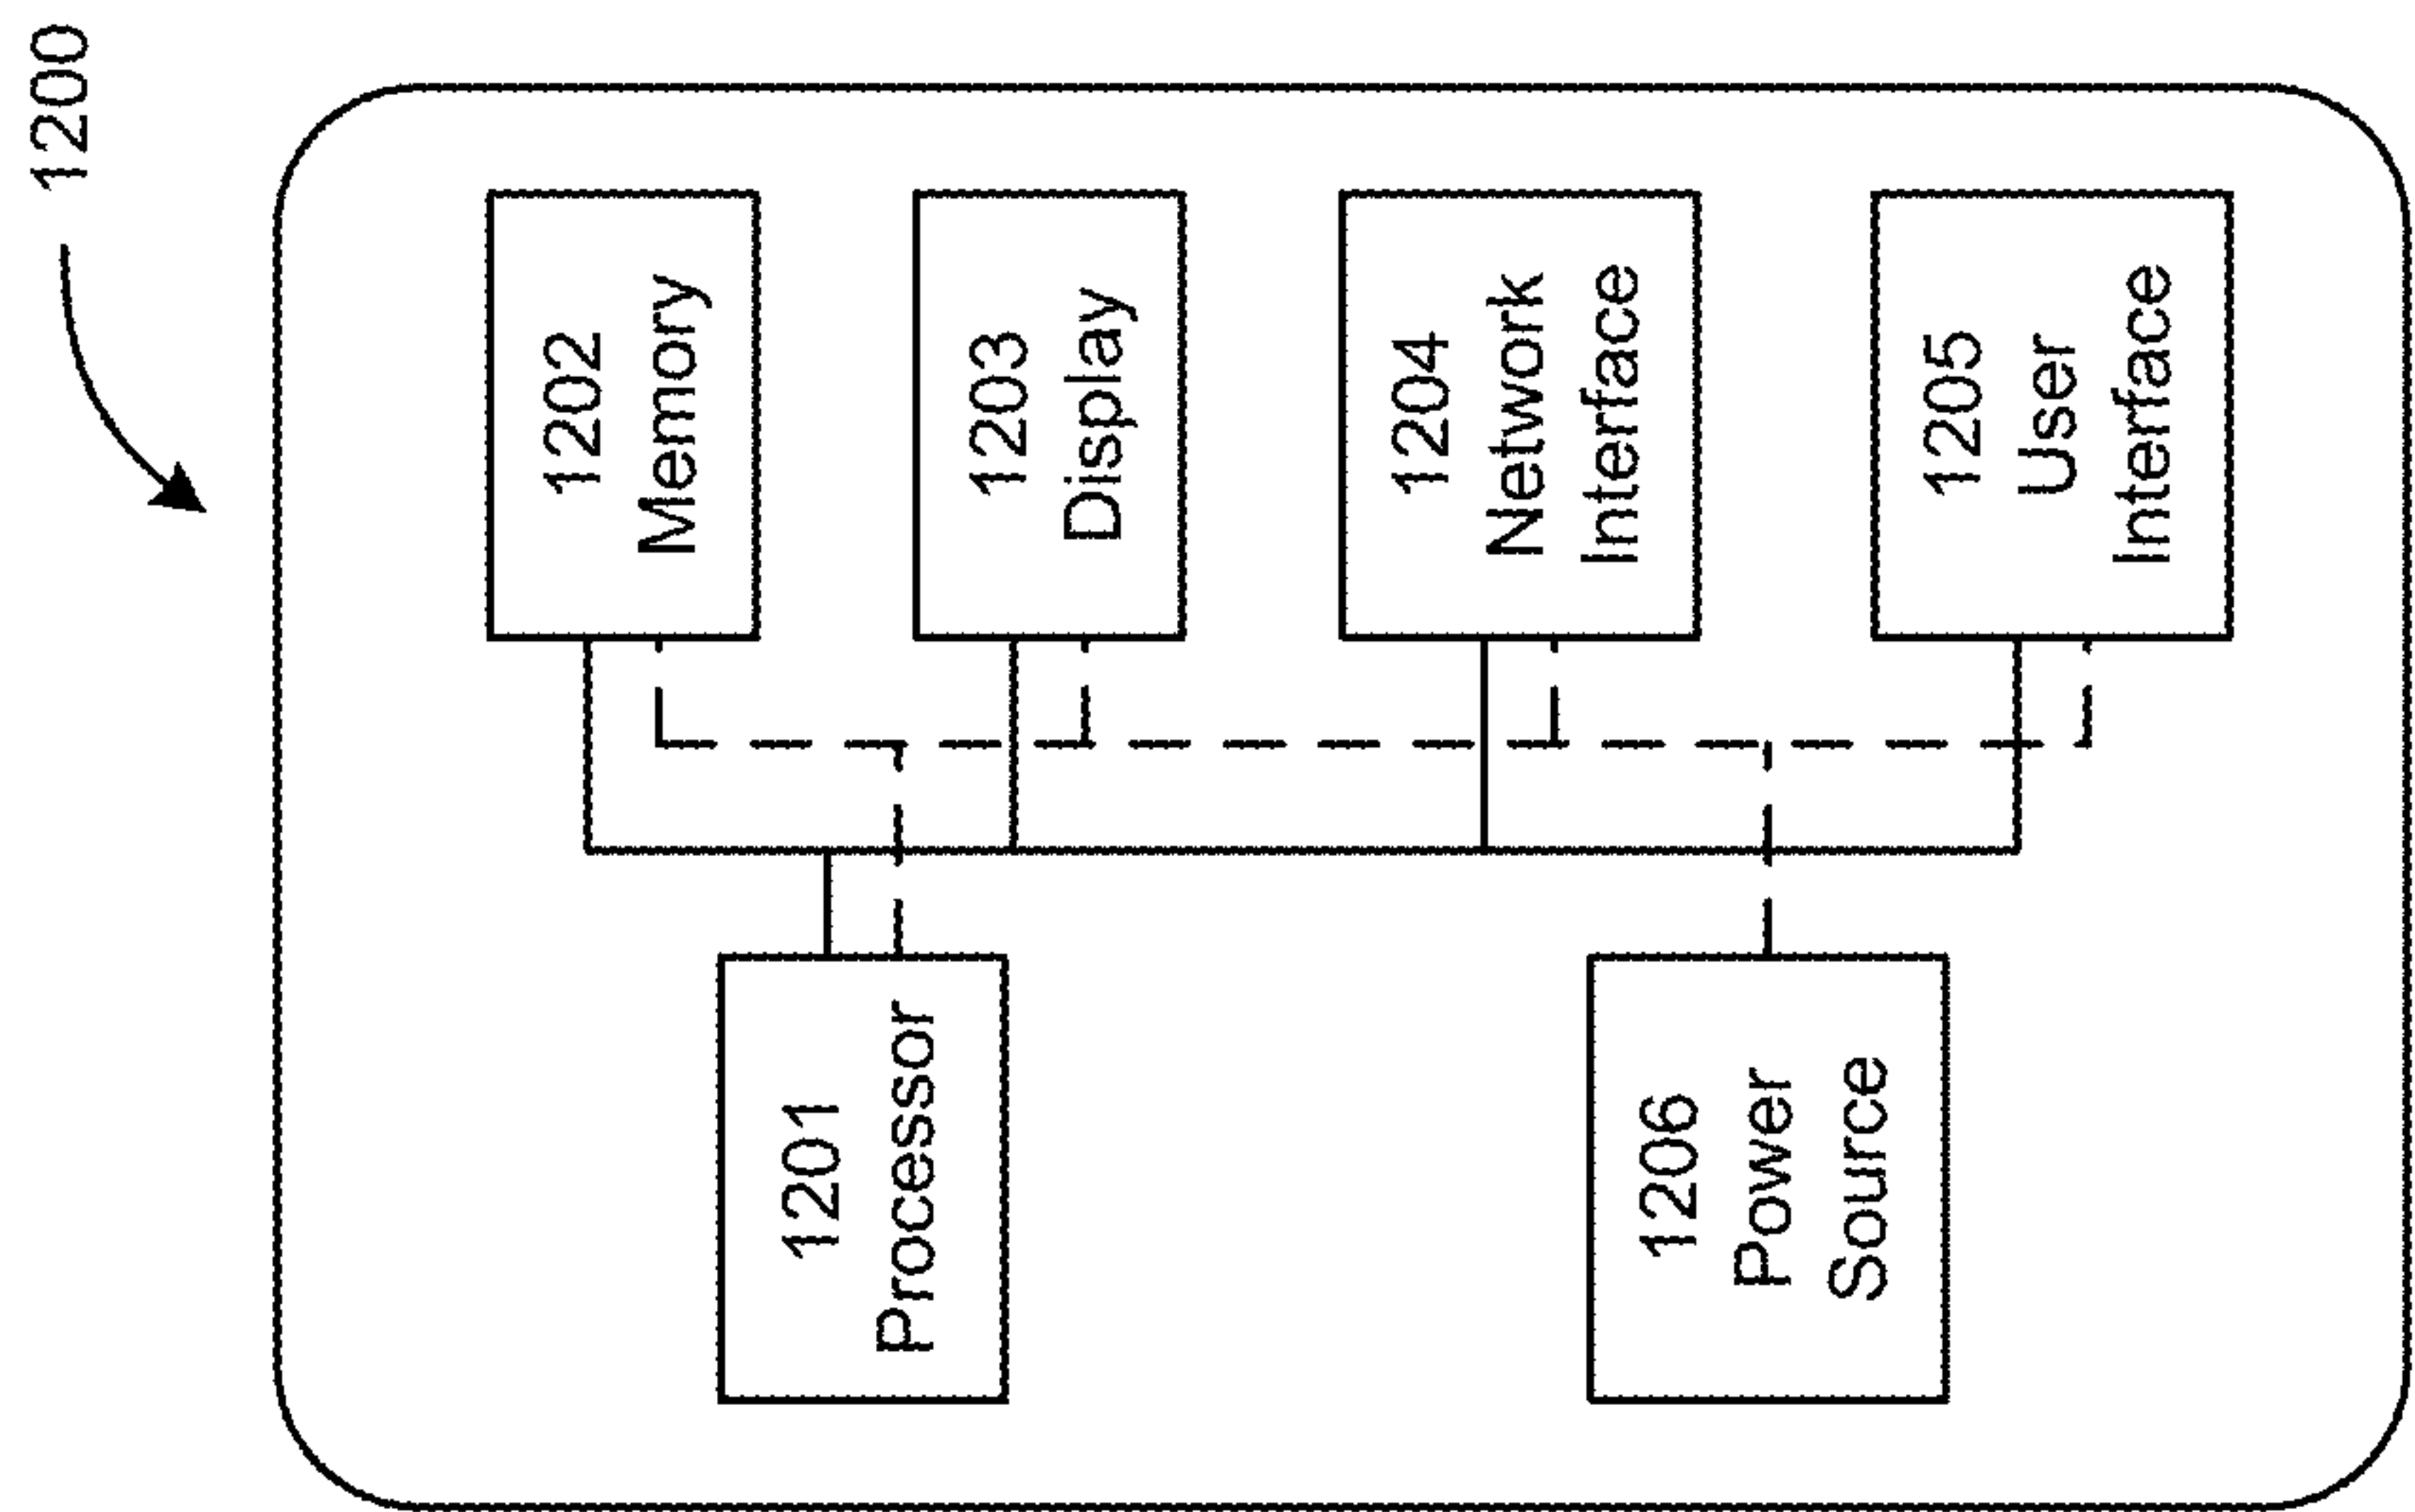 1200
1201
Processor
1202
Memory
1203
Display
1204
Network
Interface
1205
User
Interface
1206
Power
Source